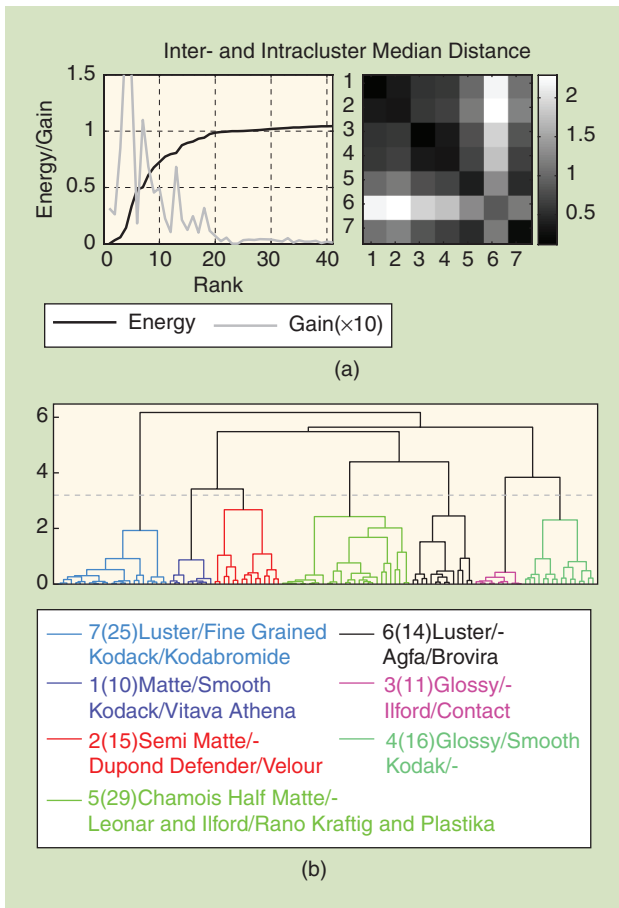 Inter- and Intracluster Median Distance
1.5
1
0.5
0
Energy/Gain
0 10 20 30 40
Rank
1
2
3
4
5
6
7
1 2 3 4 5 6 7
2
1.5
1
0.5
Energy Gain(×10)
(a)
6
4
2
0
7(25)Luster/Fine Grained
Kodack/Kodabromide
1(10)Matte/Smooth
Kodack/Vitava Athena
2(15)Semi Matte/-
Dupond Defender/Velour
6(14)Luster/-
Agfa/Brovira
3(11)Glossy/-
Ilford/Contact
4(16)Glossy/Smooth
Kodak/-
5(29)Chamois Half Matte/-
Leonar and Ilford/Rano Kraftig and Plastika
(b)